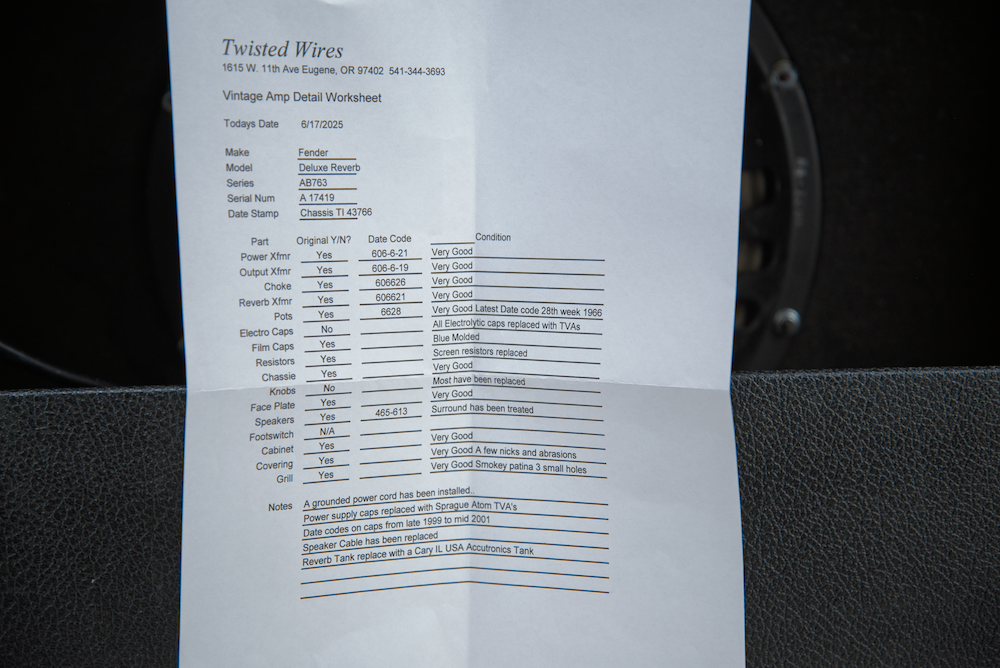 Twisted Wires
1615 W. 11th Ave Eugene, OR 97402 541-344-3693
Vintage Amp Detail Worksheet
Todays Date 6/17/2025
Make Fender
Model Deluxe Reverb
Series AB763
Serial Num A 17419
Date Stamp Chassis TI 43766
Part Original Y/N? Date Code Condition
Power Xfmr Yes 606-6-21 Very Good
Output Xfmr Yes 606-6-19 Very Good
Choke Yes 606626 Very Good
Reverb Xfmr Yes 606621 Very Good
Pots Yes 6628 Very Good Latest Date code 28th week 1966
Electro Caps No All Electrolytic caps replaced with TVAs
Film Caps Yes Blue Molded
Resistors Yes Screen resistors replaced
Chassie Yes Very Good
Knobs No Most have been replaced
Face Plate Yes Very Good
Speakers Yes 465-613 Surround has been treated
Footswitch N/A
Cabinet Yes Very Good
Covering Yes Very Good A few nicks and abrasions
Grill Yes Very Good Smokey patina 3 small holes
Notes A grounded power cord has been installed.
Power supply caps replaced with Sprague Atom TVA's
Date codes on caps from late 1999 to mid 2001
Speaker Cable has been replaced
Reverb Tank replace with a Cary IL USA Accutronics Tank